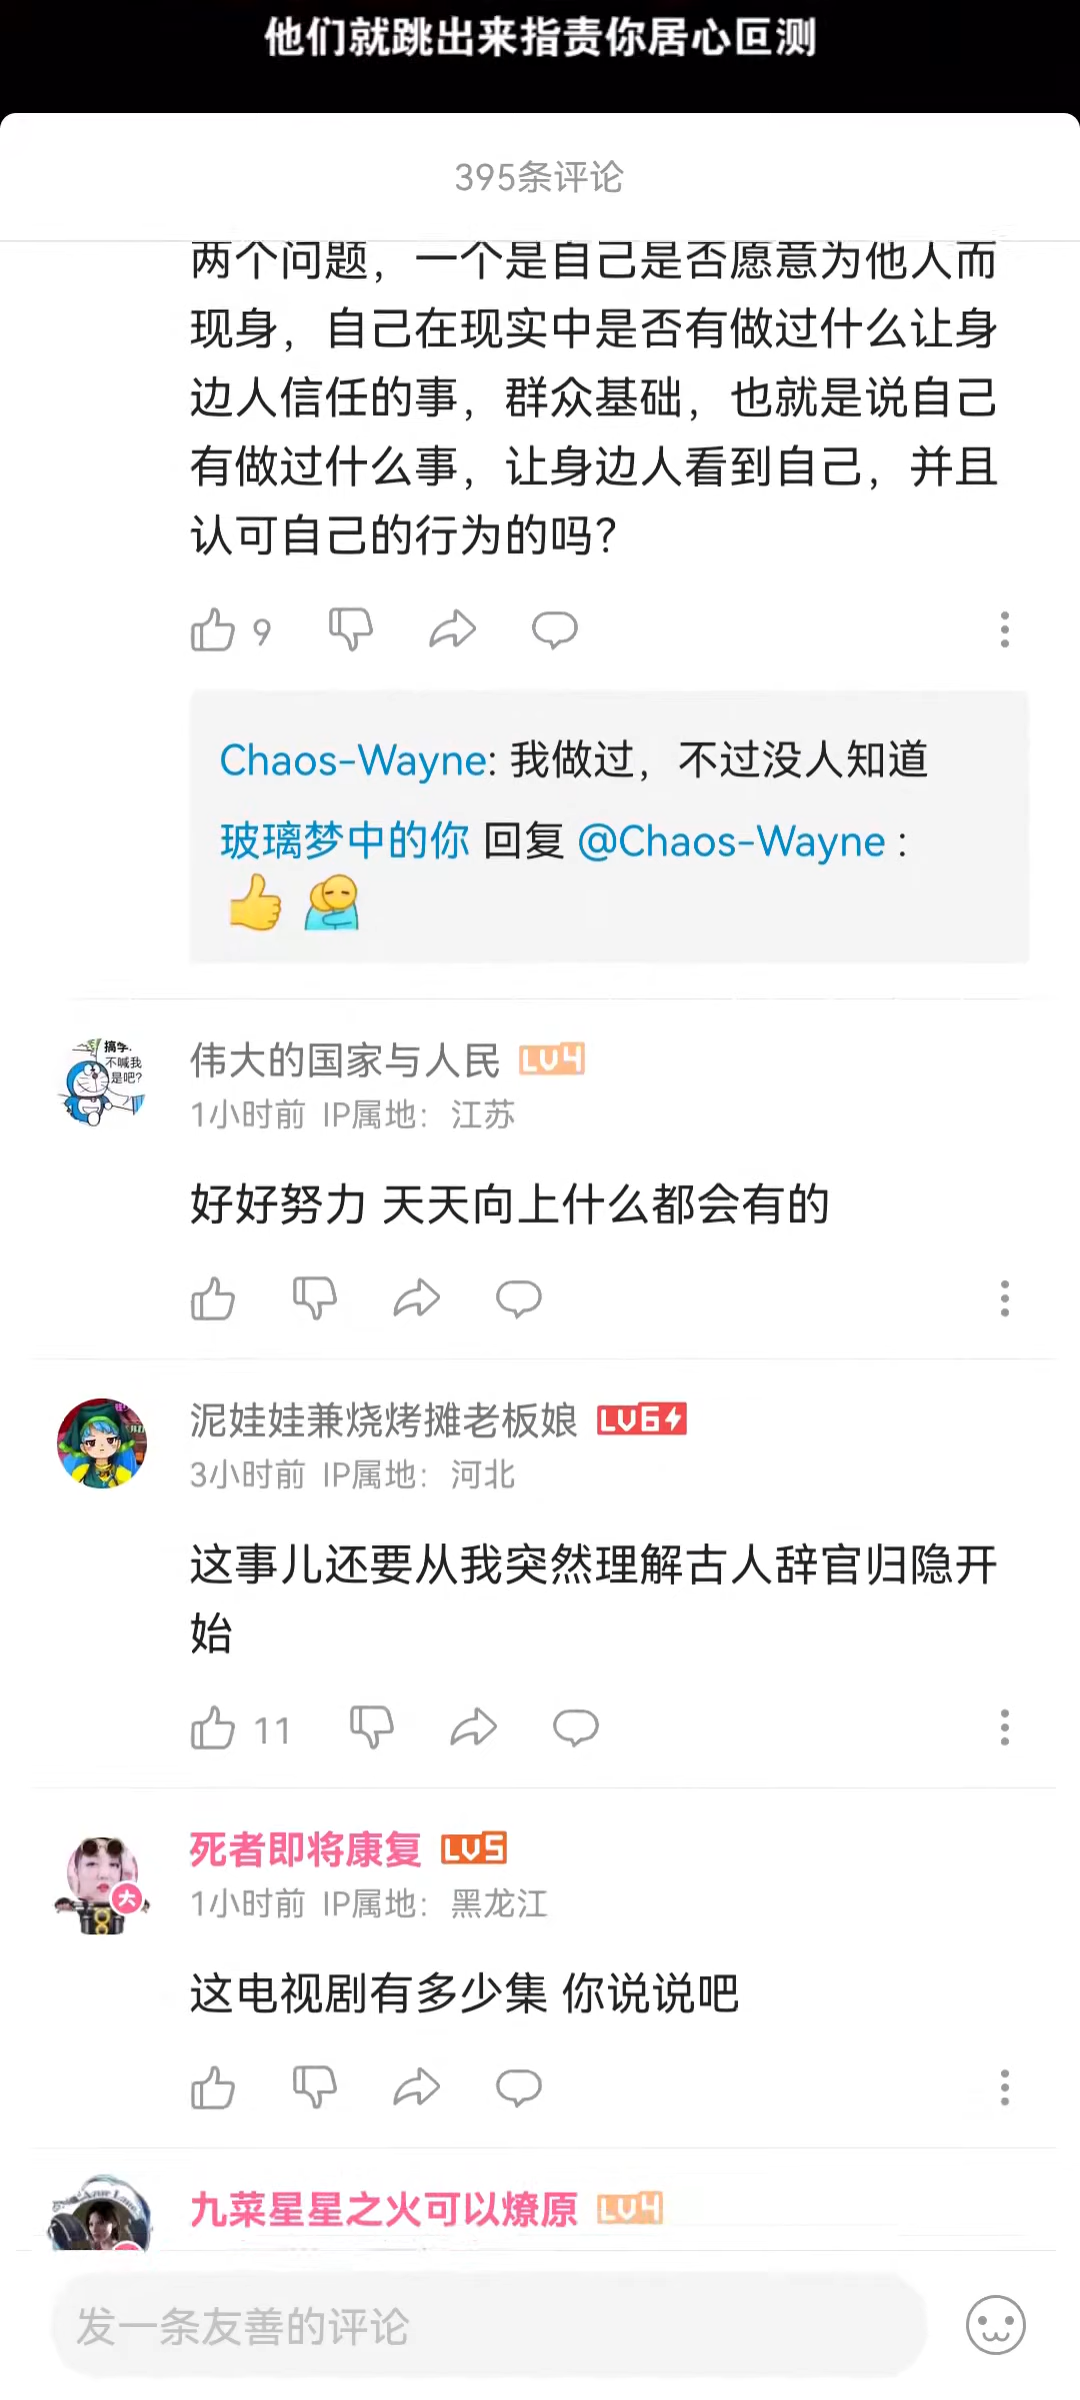 他们就跳出来指责你居心叵测
395条评论
两个问题，一个是自己是否愿意为他人而
现身，自己在现实中是否有做过什么让身
边人信任的事，群众基础，也就是说自己
有做过什么事，让身边人看到自己，并且
认可自己的行为的吗？
9
Chaos-Wayne: 我做过，不过没人知道
玻璃梦中的你 回复 @Chaos-Wayne :
搞学.
不喊我
是吧?
伟大的国家与人民 LV4
1小时前 IP属地：江苏
好好努力 天天向上什么都会有的
泥娃娃兼烧烤摊老板娘 LV6
3小时前 IP属地：河北
这事儿还要从我突然理解古人辞官归隐开
始
11
死者即将康复 LV5
大
1小时前 IP属地：黑龙江
这电视剧有多少集 你说说吧
九菜星星之火可以燎原 LV4
发一条友善的评论